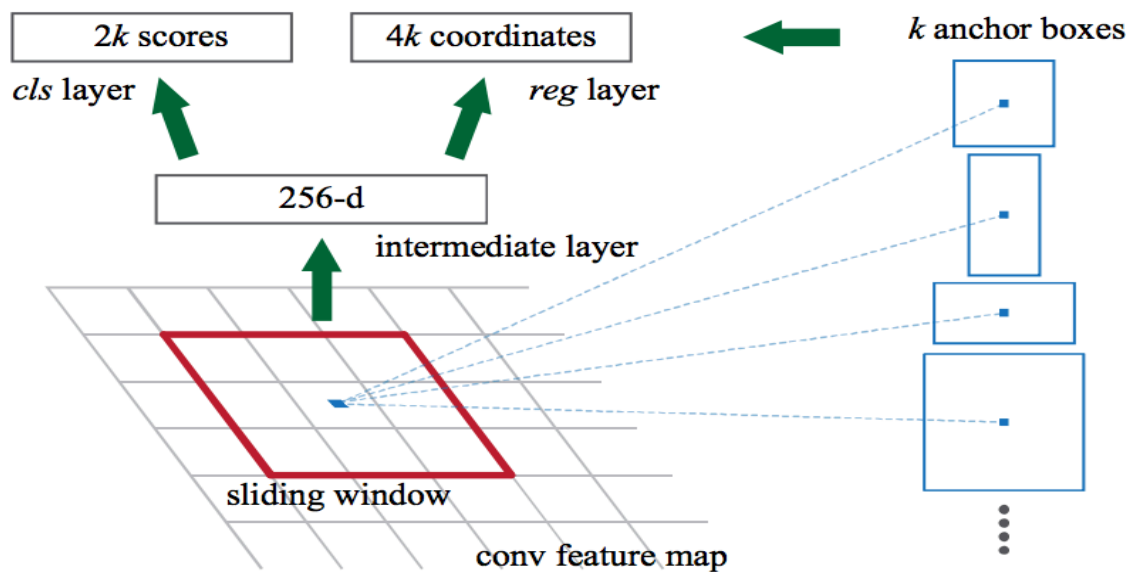 2k scores
4k coordinates
k anchor boxes
cls layer
reg layer
256-d
intermediate layer
sliding window
conv feature map